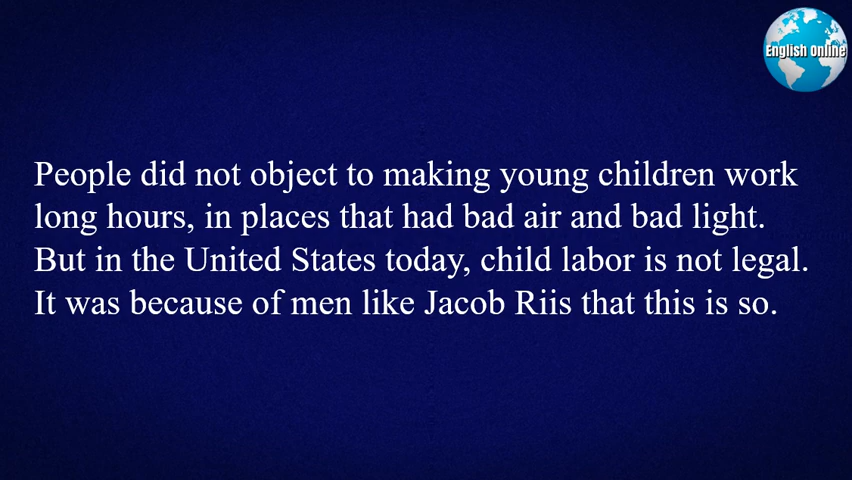 English Online
People did not object to making young children work
long hours, in places that had bad air and bad light.
But in the United States today, child labor is not legal.
It was because of men like Jacob Riis that this is so.